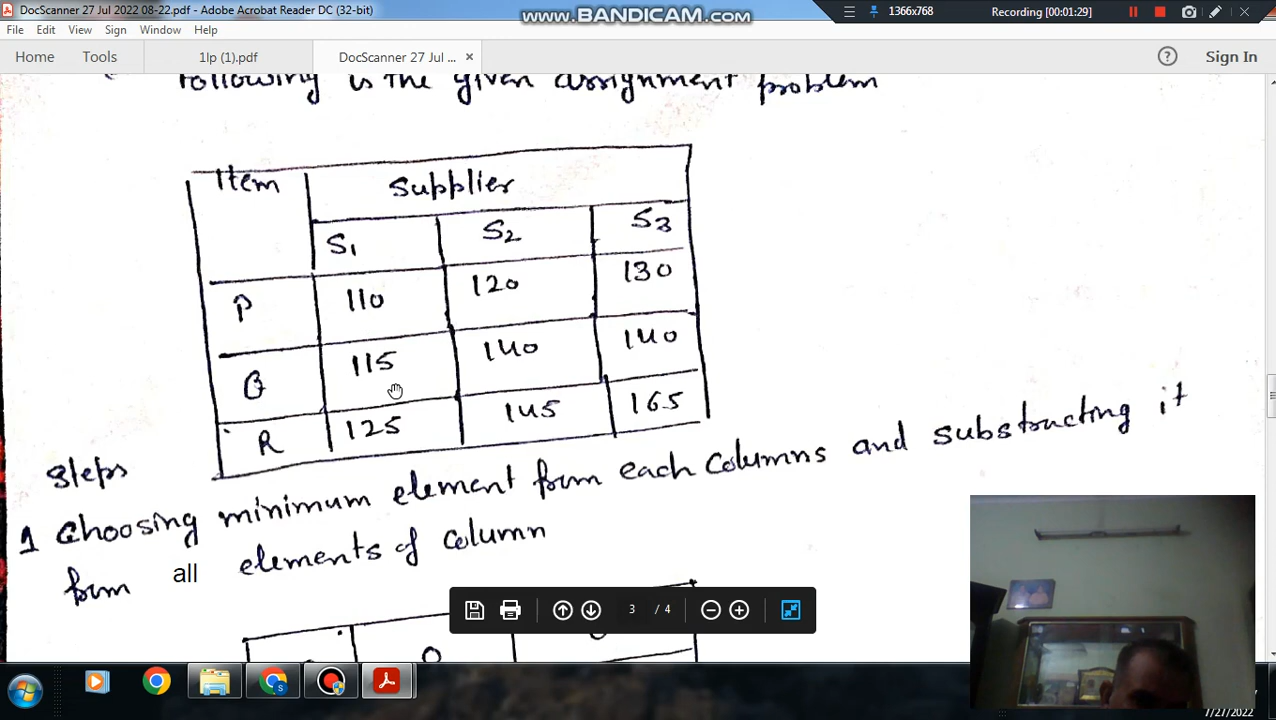 DocScanner 27 Jul 2022 08-22.pdf - Adobe Acrobat Reader DC (32-bit)
www.BANDICAM.com
1366x768
Recording [00:01:29]
File Edit View Sign Window Help
Home Tools 1lp (1).pdf DocScanner 27 Jul ... × ? Sign In
Following is the given assignment problem
Item Supplier
S1 S2 S3
P 110 120 130
Q 115 140 140
R 125 145 165
Steps
1 Choosing minimum element form each columns and substracting it
form all elements of column
3 / 4
7/27/2022